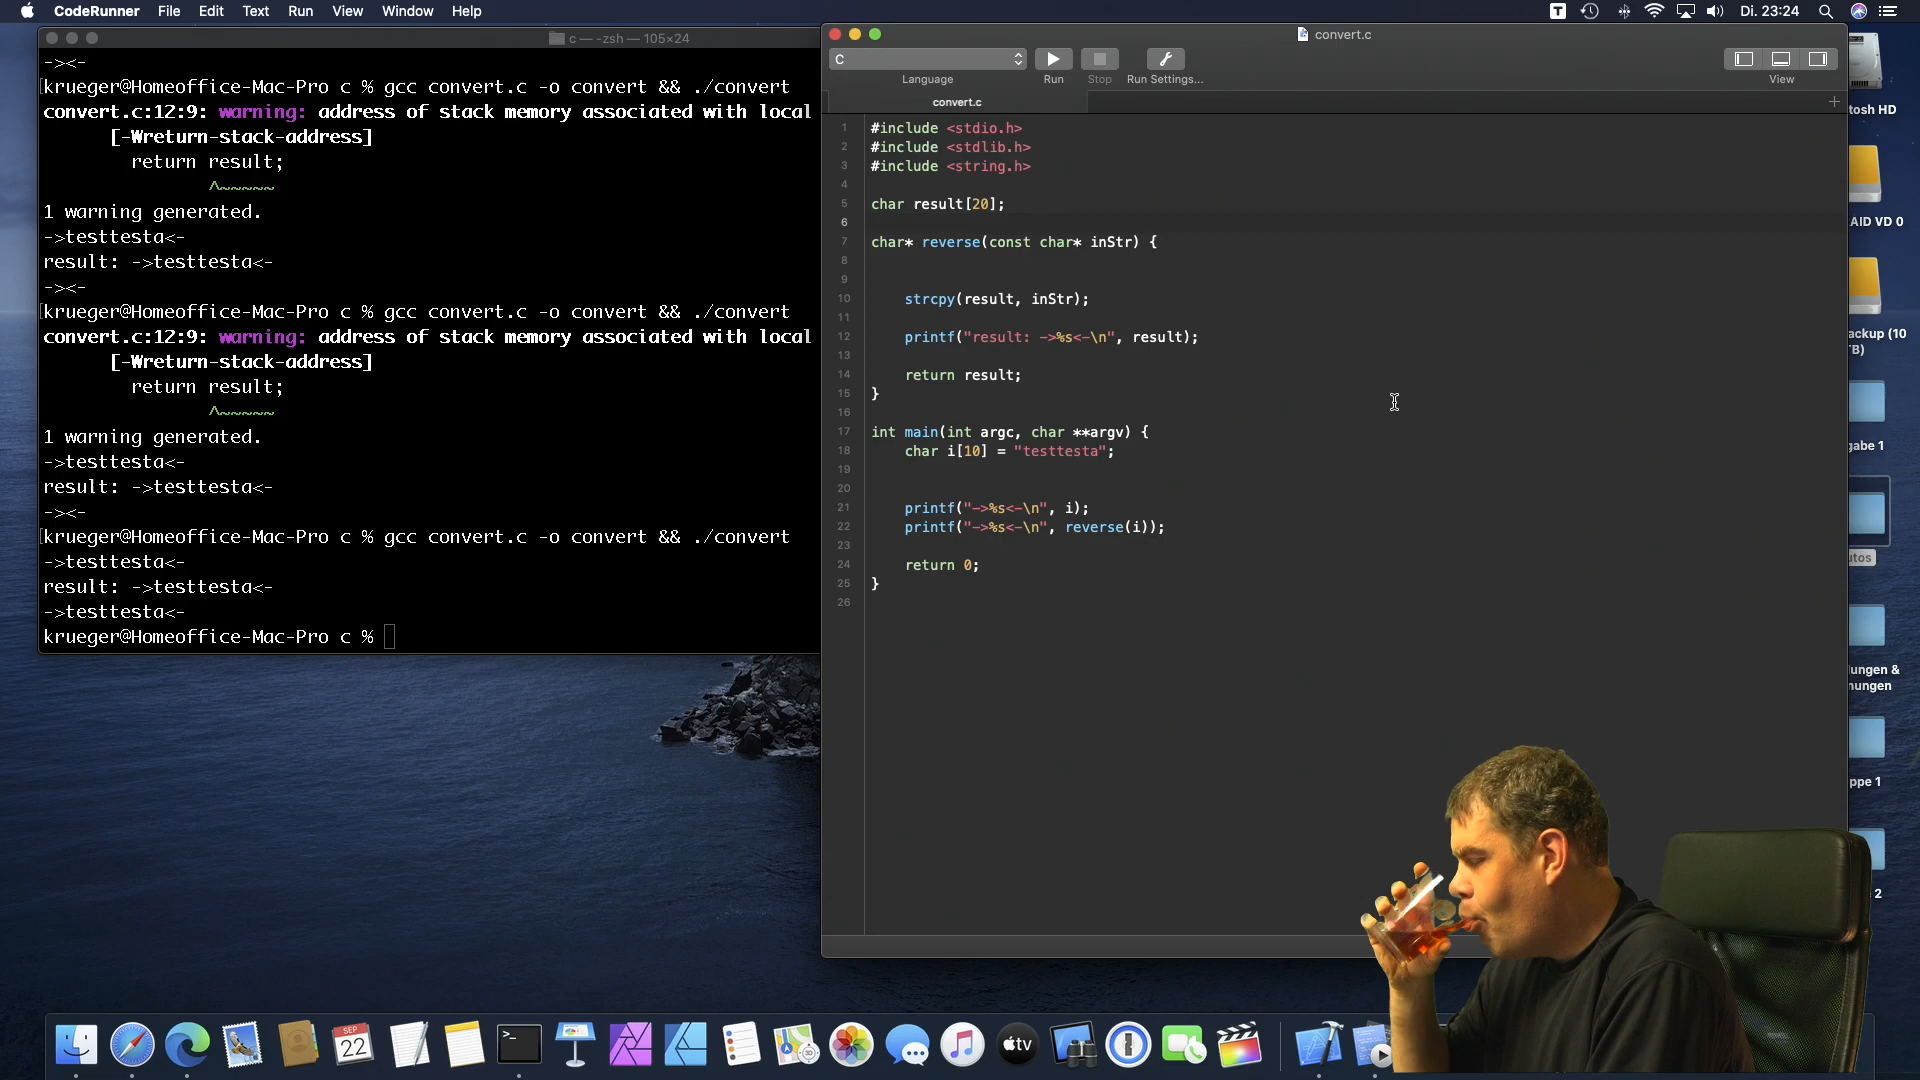 CodeRunner File Edit Text Run View Window Help
Di. 23:24
c — -zsh — 105×24
-><-
krueger@Homeoffice-Mac-Pro c % gcc convert.c -o convert && ./convert
convert.c:12:9: warning: address of stack memory associated with local
[-Wreturn-stack-address]
return result;
^~~~~~
1 warning generated.
->testtesta<-
result: ->testtesta<-
-><-
krueger@Homeoffice-Mac-Pro c % gcc convert.c -o convert && ./convert
convert.c:12:9: warning: address of stack memory associated with local
[-Wreturn-stack-address]
return result;
^~~~~~
1 warning generated.
->testtesta<-
result: ->testtesta<-
-><-
krueger@Homeoffice-Mac-Pro c % gcc convert.c -o convert && ./convert
->testtesta<-
result: ->testtesta<-
->testtesta<-
krueger@Homeoffice-Mac-Pro c %
convert.c
C
Language Run Stop Run Settings... View
convert.c
1 #include <stdio.h>
2 #include <stdlib.h>
3 #include <string.h>
4
5 char result[20];
6
7 char* reverse(const char* inStr) {
8
9
10 strcpy(result, inStr);
11
12 printf("result: ->%s<-\n", result);
13
14 return result;
15 }
16
17 int main(int argc, char **argv) {
18 char i[10] = "testtesta";
19
20
21 printf("->%s<-\n", i);
22 printf("->%s<-\n", reverse(i));
23
24 return 0;
25 }
26
tosh HD
AID VD 0
ackup (10
TB)
gabe 1
utos
lungen &
nungen
ppe 1
2
SEP
22
tv